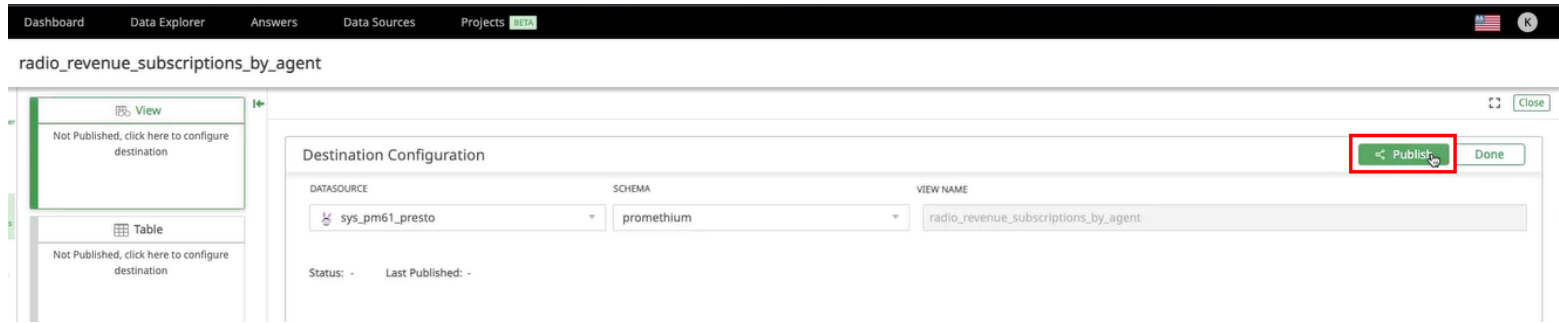 Dashboard Data Explorer Answers Data Sources Projects BETA K
radio_revenue_subscriptions_by_agent
View
Not Published, click here to configure
destination
Table
Not Published, click here to configure
destination
Close
Destination Configuration
Publish Done
DATASOURCE SCHEMA VIEW NAME
sys_pm61_presto promethium radio_revenue_subscriptions_by_agent
Status: - Last Published: -
er
s